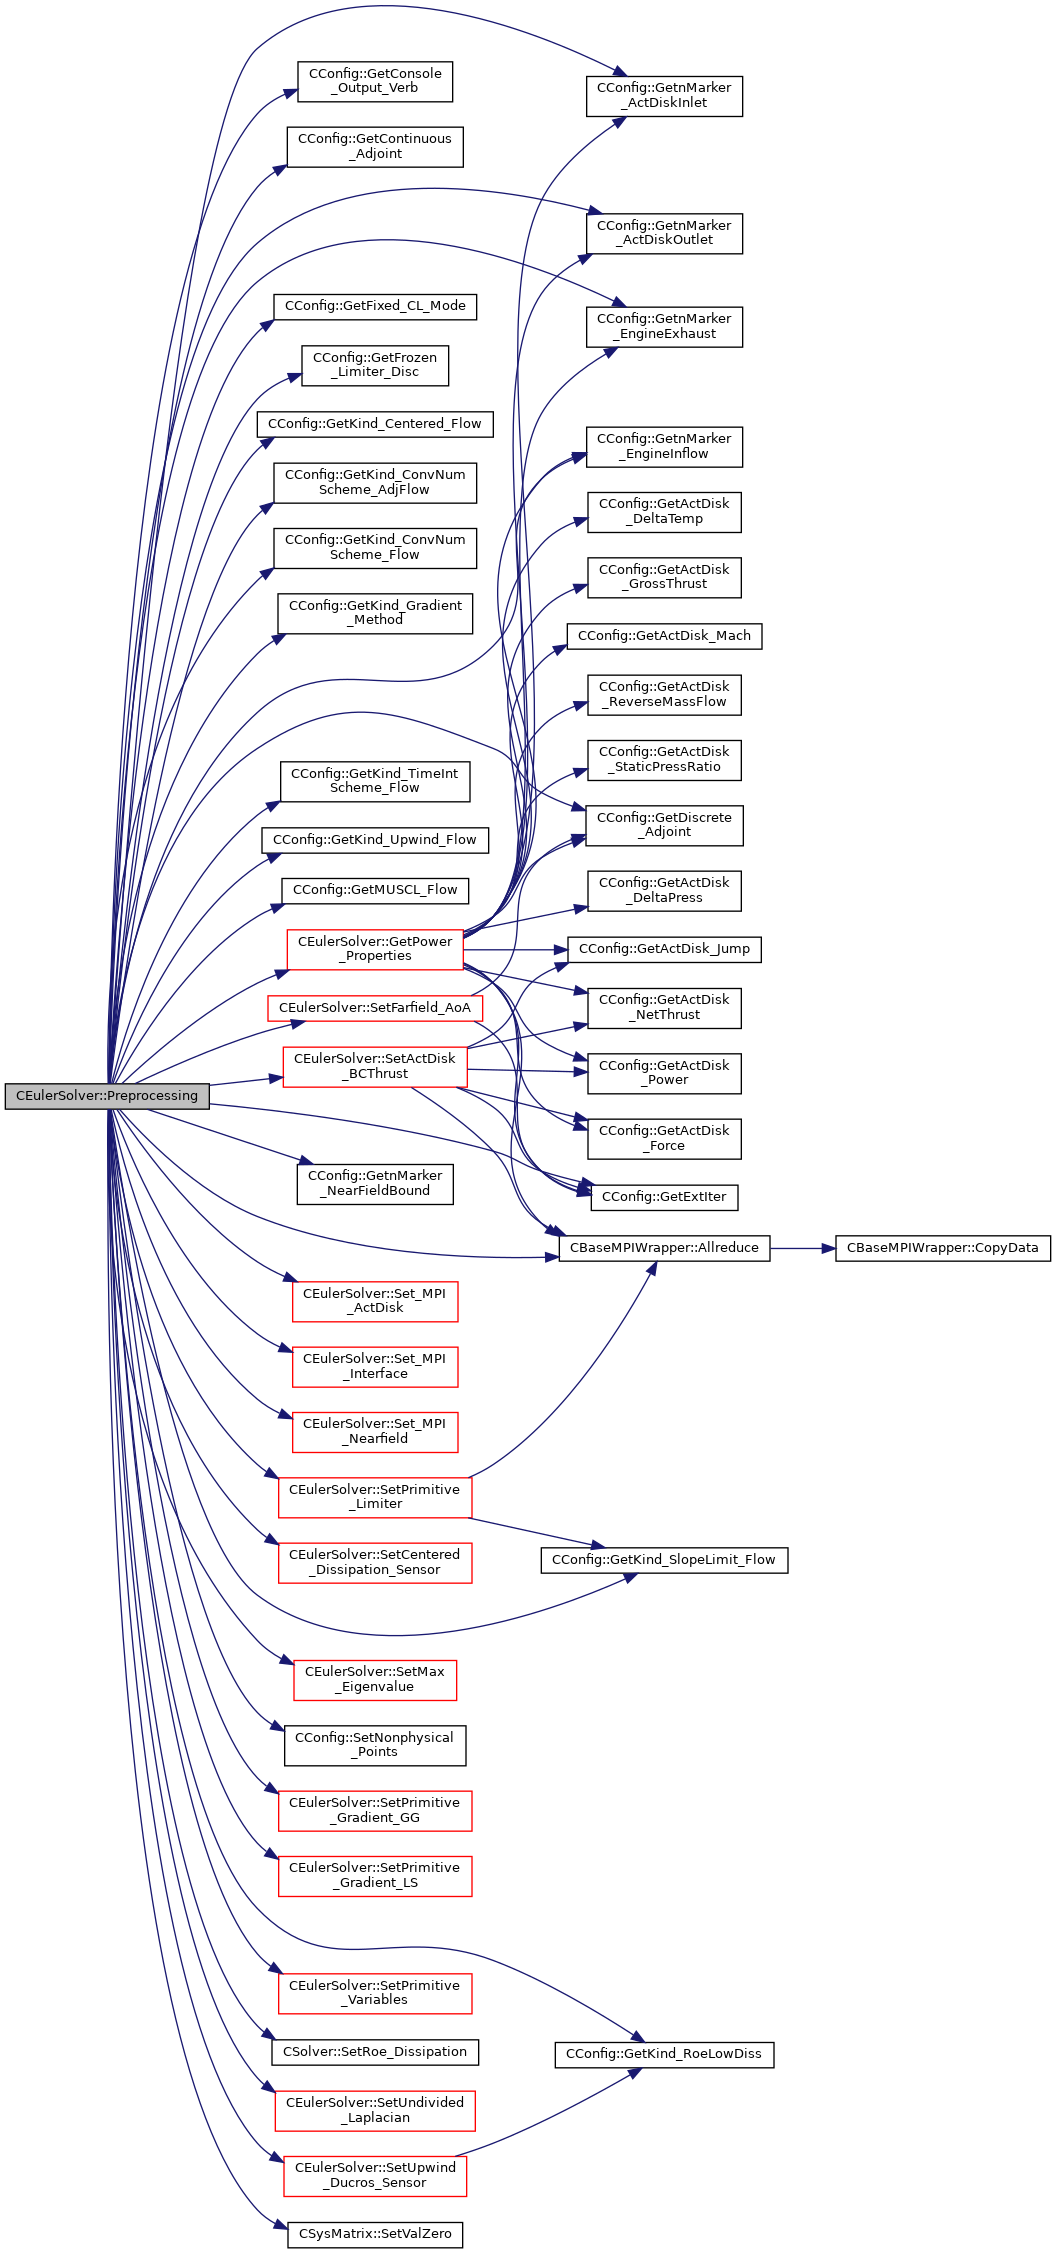 CEulerSolver::Preprocessing
CConfig::GetConsole
_Output_Verb
CConfig::GetContinuous
_Adjoint
CConfig::GetFixed_CL_Mode
CConfig::GetFrozen
_Limiter_Disc
CConfig::GetKind_Centered_Flow
CConfig::GetKind_ConvNum
Scheme_AdjFlow
CConfig::GetKind_ConvNum
Scheme_Flow
CConfig::GetKind_Gradient
_Method
CConfig::GetKind_TimeInt
Scheme_Flow
CConfig::GetKind_Upwind_Flow
CConfig::GetMUSCL_Flow
CEulerSolver::GetPower
_Properties
CEulerSolver::SetFarfield_AoA
CEulerSolver::SetActDisk
_BCThrust
CConfig::GetnMarker
_NearFieldBound
CEulerSolver::Set_MPI
_ActDisk
CEulerSolver::Set_MPI
_Interface
CEulerSolver::Set_MPI
_Nearfield
CEulerSolver::SetPrimitive
_Limiter
CEulerSolver::SetCentered
_Dissipation_Sensor
CEulerSolver::SetMax
_Eigenvalue
CConfig::SetNonphysical
_Points
CEulerSolver::SetPrimitive
_Gradient_GG
CEulerSolver::SetPrimitive
_Gradient_LS
CEulerSolver::SetPrimitive
_Variables
CSolver::SetRoe_Dissipation
CEulerSolver::SetUndivided
_Laplacian
CEulerSolver::SetUpwind
_Ducros_Sensor
CSysMatrix::SetValZero
CConfig::GetnMarker
_ActDiskInlet
CConfig::GetnMarker
_ActDiskOutlet
CConfig::GetnMarker
_EngineExhaust
CConfig::GetnMarker
_EngineInflow
CConfig::GetActDisk
_DeltaTemp
CConfig::GetActDisk
_GrossThrust
CConfig::GetActDisk_Mach
CConfig::GetActDisk
_ReverseMassFlow
CConfig::GetActDisk
_StaticPressRatio
CConfig::GetDiscrete
_Adjoint
CConfig::GetActDisk
_DeltaPress
CConfig::GetActDisk_Jump
CConfig::GetActDisk
_NetThrust
CConfig::GetActDisk
_Power
CConfig::GetActDisk
_Force
CConfig::GetExtIter
CBaseMPIWrapper::Allreduce
CConfig::GetKind_SlopeLimit_Flow
CConfig::GetKind_RoeLowDiss
CBaseMPIWrapper::CopyData